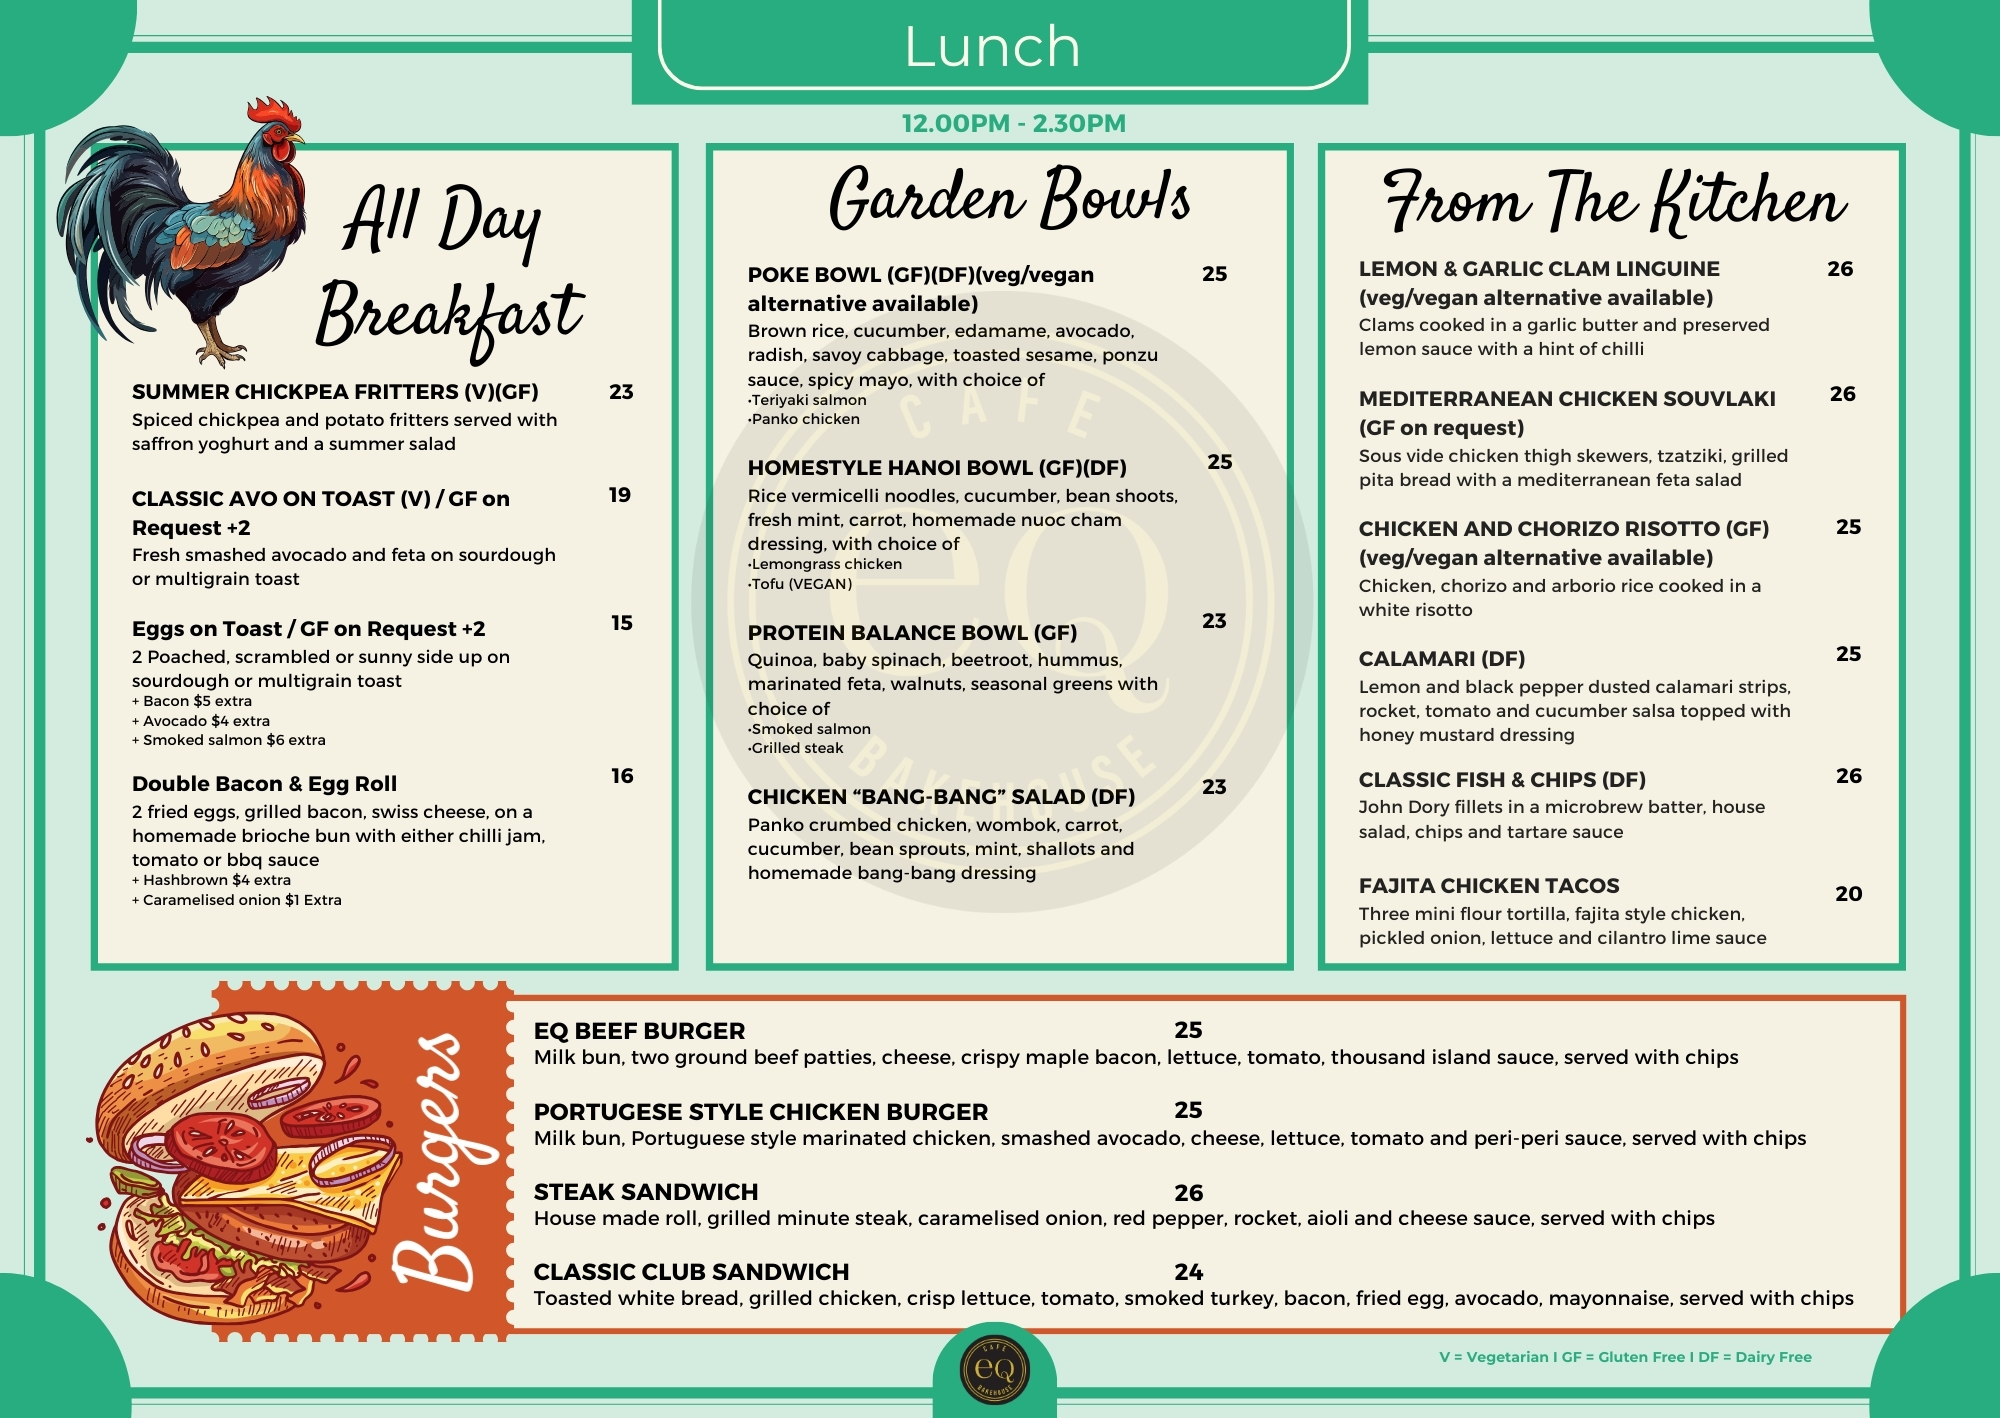 Lunch
12.00PM - 2.30PM
All Day
Breakfast
SUMMER CHICKPEA FRITTERS (V)(GF) 23
Spiced chickpea and potato fritters served with
saffron yoghurt and a summer salad
CLASSIC AVO ON TOAST (V) / GF on 19
Request +2
Fresh smashed avocado and feta on sourdough
or multigrain toast
Eggs on Toast / GF on Request +2 15
2 Poached, scrambled or sunny side up on
sourdough or multigrain toast
+ Bacon $5 extra
+ Avocado $4 extra
+ Smoked salmon $6 extra
Double Bacon & Egg Roll 16
2 fried eggs, grilled bacon, swiss cheese, on a
homemade brioche bun with either chilli jam,
tomato or bbq sauce
+ Hashbrown $4 extra
+ Caramelised onion $1 Extra
Garden Bowls
POKE BOWL (GF)(DF)(veg/vegan 25
alternative available)
Brown rice, cucumber, edamame, avocado,
radish, savoy cabbage, toasted sesame, ponzu
sauce, spicy mayo, with choice of
•Teriyaki salmon
•Panko chicken
HOMESTYLE HANOI BOWL (GF)(DF) 25
Rice vermicelli noodles, cucumber, bean shoots,
fresh mint, carrot, homemade nuoc cham
dressing, with choice of
•Lemongrass chicken
•Tofu (VEGAN)
PROTEIN BALANCE BOWL (GF) 23
Quinoa, baby spinach, beetroot, hummus,
marinated feta, walnuts, seasonal greens with
choice of
•Smoked salmon
•Grilled steak
CHICKEN “BANG-BANG” SALAD (DF) 23
Panko crumbed chicken, wombok, carrot,
cucumber, bean sprouts, mint, shallots and
homemade bang-bang dressing
CAFE
eQ
BAKEHOUSE
From The Kitchen
LEMON & GARLIC CLAM LINGUINE 26
(veg/vegan alternative available)
Clams cooked in a garlic butter and preserved
lemon sauce with a hint of chilli
MEDITERRANEAN CHICKEN SOUVLAKI 26
(GF on request)
Sous vide chicken thigh skewers, tzatziki, grilled
pita bread with a mediterranean feta salad
CHICKEN AND CHORIZO RISOTTO (GF) 25
(veg/vegan alternative available)
Chicken, chorizo and arborio rice cooked in a
white risotto
CALAMARI (DF) 25
Lemon and black pepper dusted calamari strips,
rocket, tomato and cucumber salsa topped with
honey mustard dressing
CLASSIC FISH & CHIPS (DF) 26
John Dory fillets in a microbrew batter, house
salad, chips and tartare sauce
FAJITA CHICKEN TACOS 20
Three mini flour tortilla, fajita style chicken,
pickled onion, lettuce and cilantro lime sauce
Burgers
EQ BEEF BURGER 25
Milk bun, two ground beef patties, cheese, crispy maple bacon, lettuce, tomato, thousand island sauce, served with chips
PORTUGESE STYLE CHICKEN BURGER 25
Milk bun, Portuguese style marinated chicken, smashed avocado, cheese, lettuce, tomato and peri-peri sauce, served with chips
STEAK SANDWICH 26
House made roll, grilled minute steak, caramelised onion, red pepper, rocket, aioli and cheese sauce, served with chips
CLASSIC CLUB SANDWICH 24
Toasted white bread, grilled chicken, crisp lettuce, tomato, smoked turkey, bacon, fried egg, avocado, mayonnaise, served with chips
CAFE
eQ
BAKEHOUSE
V = Vegetarian I GF = Gluten Free I DF = Dairy Free